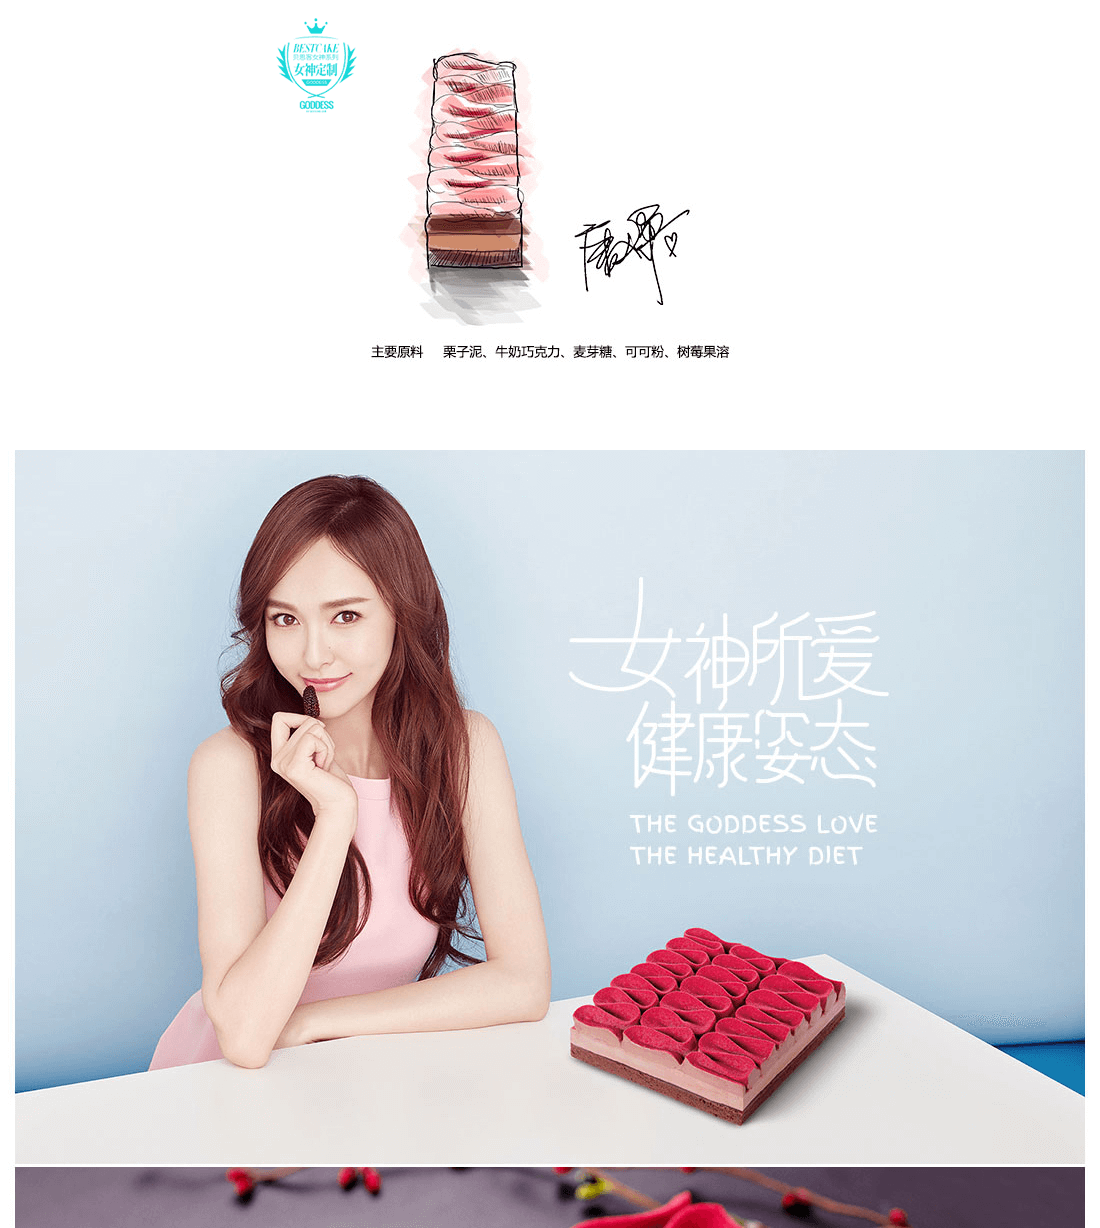 BESTCAKE
贝思客女神系列
女神定制
GODDESS
主要原料 栗子泥、牛奶巧克力、麦芽糖、可可粉、树莓果溶
女神所爱
健康姿态
THE GODDESS LOVE
THE HEALTHY DIET